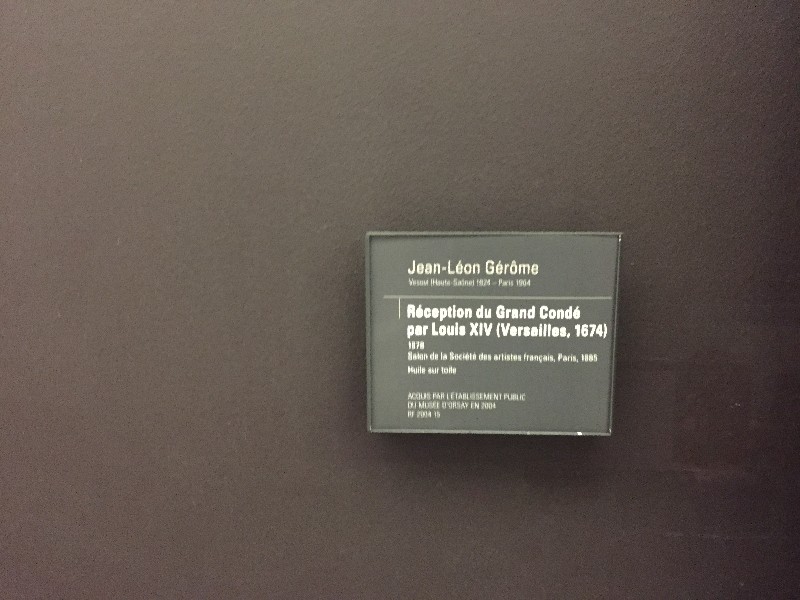 Jean-Léon Gérôme
Vesoul (Haute-Saône) 1824 – Paris 1904
Réception du Grand Condé
par Louis XIV (Versailles, 1674)
1878
Salon de la Société des artistes français, Paris, 1885
Huile sur toile
ACQUIS PAR L'ÉTABLISSEMENT PUBLIC
DU MUSÉE D'ORSAY EN 2004
RF 2004 15